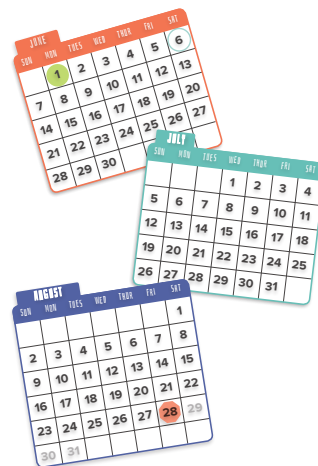 JUNE
SUN MON TUES WED THUR FRI SAT
1 2 3 4 5 6
7 8 9 10 11 12 13
14 15 16 17 18 19 20
21 22 23 24 25 26 27
28 29 30
JULY
SUN MON TUES WED THUR FRI SAT
1 2 3 4
5 6 7 8 9 10 11
12 13 14 15 16 17 18
19 20 21 22 23 24 25
26 27 28 29 30 31
AUGUST
SUN MON TUES WED THUR FRI SAT
1
2 3 4 5 6 7 8
9 10 11 12 13 14 15
16 17 18 19 20 21 22
23 24 25 26 27 28 29
30 31